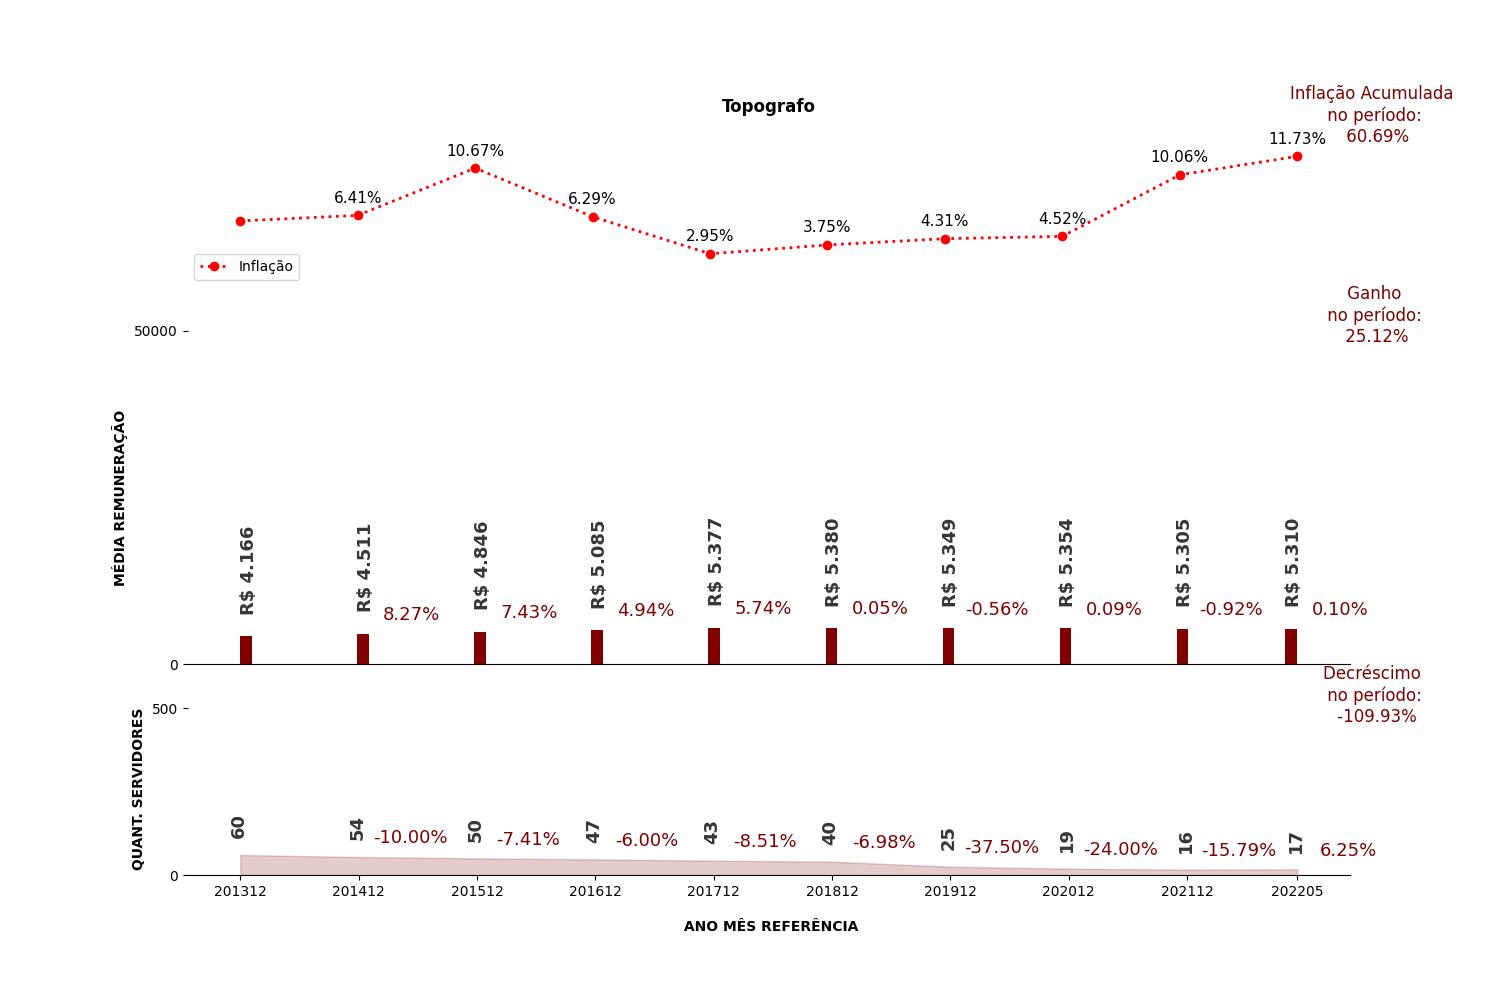 Topografo
Inflação Acumulada
no período:
60.69%
6.41%
10.67%
6.29%
2.95%
3.75%
4.31%
4.52%
10.06%
11.73%
Inflação
Ganho
no período:
25.12%
50000
0
MÉDIA REMUNERAÇÃO
R$ 4.166
R$ 4.511
R$ 4.846
R$ 5.085
R$ 5.377
R$ 5.380
R$ 5.349
R$ 5.354
R$ 5.305
R$ 5.310
8.27%
7.43%
4.94%
5.74%
0.05%
-0.56%
0.09%
-0.92%
0.10%
Decréscimo
no período:
-109.93%
500
0
QUANT. SERVIDORES
60
54
50
47
43
40
25
19
16
17
-10.00%
-7.41%
-6.00%
-8.51%
-6.98%
-37.50%
-24.00%
-15.79%
6.25%
201312
201412
201512
201612
201712
201812
201912
202012
202112
202205
ANO MÊS REFERÊNCIA